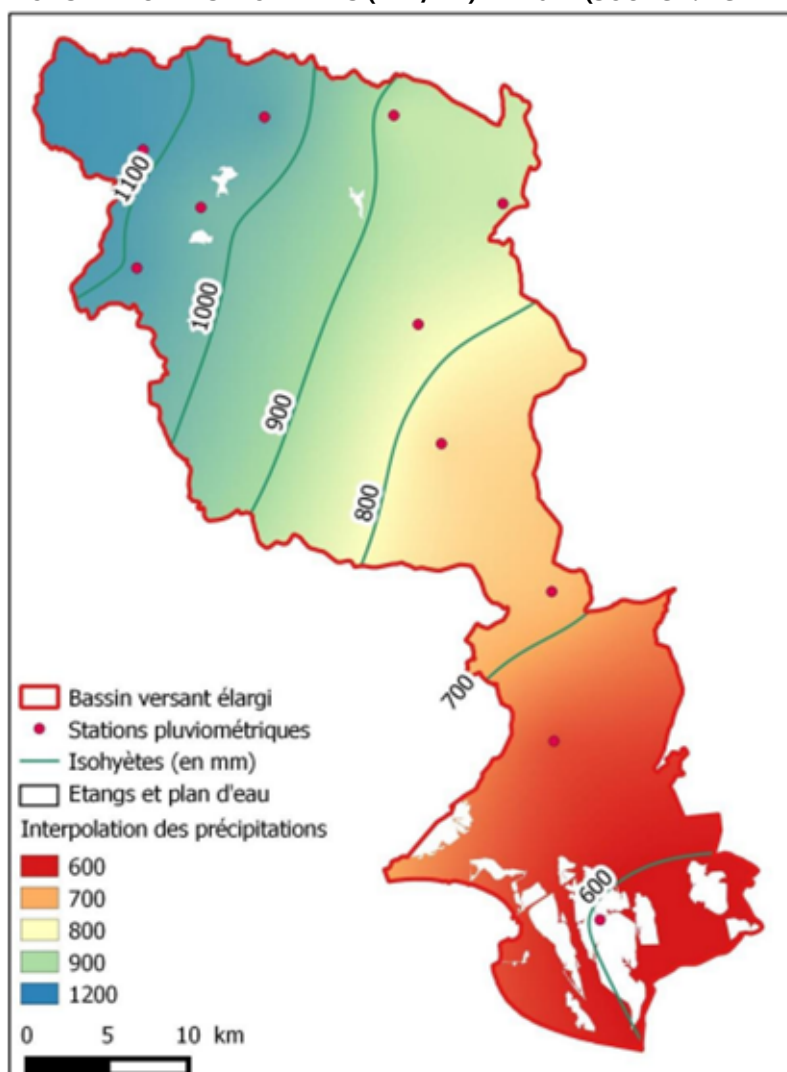 1100
1000
900
800
700
600
Bassin versant élargi
Stations pluviométriques
Isohyètes (en mm)
Etangs et plan d'eau
Interpolation des précipitations
600
700
800
900
1200
0 5 10 km